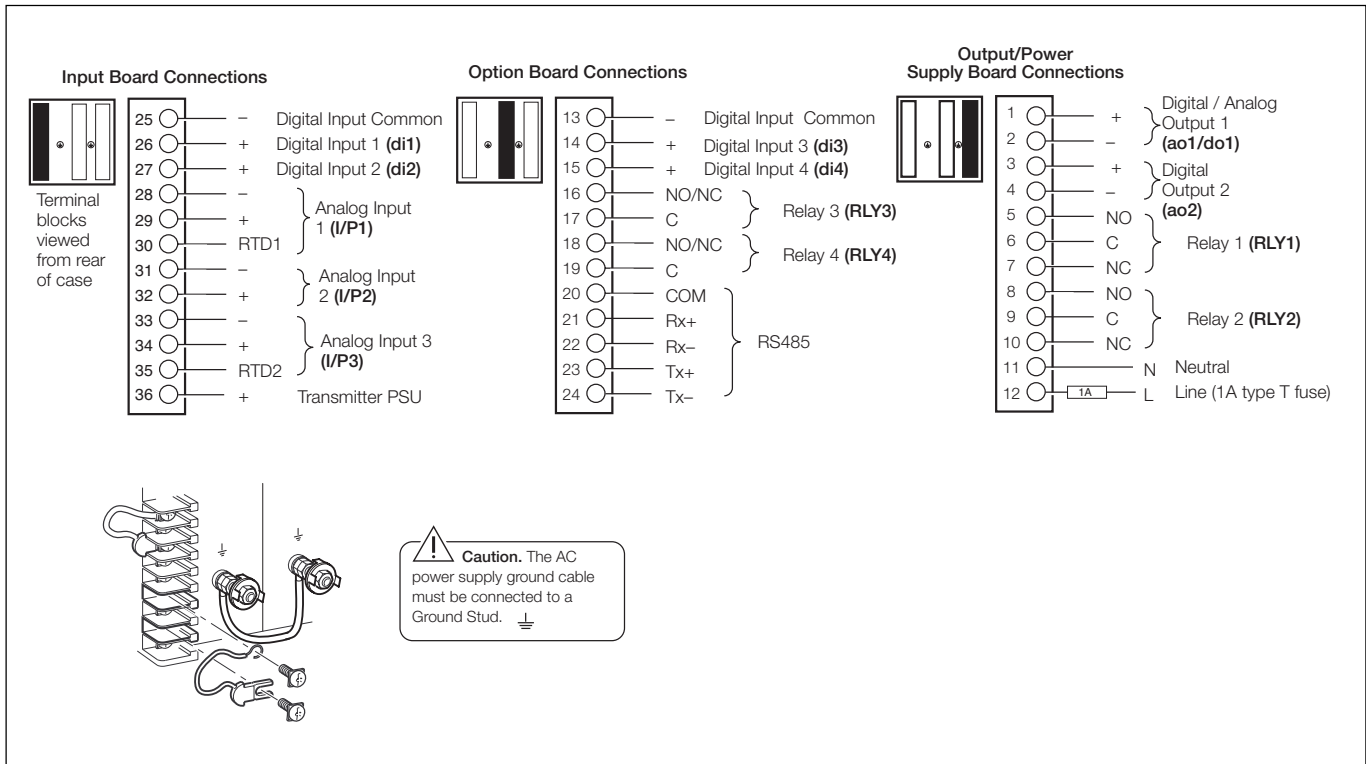 Input Board Connections
25 – Digital Input Common
26 + Digital Input 1 (di1)
27 + Digital Input 2 (di2)
28 –
29 +
30 RTD1
Analog Input
1 (I/P1)
31 –
32 +
Analog Input
2 (I/P2)
33 –
34 +
35 RTD2
Analog Input 3
(I/P3)
36 + Transmitter PSU
Terminal
blocks
viewed
from rear
of case
Option Board Connections
13 – Digital Input Common
14 + Digital Input 3 (di3)
15 + Digital Input 4 (di4)
16 NO/NC
17 C
Relay 3 (RLY3)
18 NO/NC
19 C
Relay 4 (RLY4)
20 COM
21 Rx+
22 Rx–
23 Tx+
24 Tx–
RS485
Output/Power
Supply Board Connections
1 +
2 –
Digital / Analog
Output 1
(ao1/do1)
3 +
4 –
Digital
Output 2
(ao2)
5 NO
6 C
7 NC
Relay 1 (RLY1)
8 NO
9 C
10 NC
Relay 2 (RLY2)
11 N Neutral
12 1A L Line (1A type T fuse)
! Caution. The AC
power supply ground cable
must be connected to a
Ground Stud.